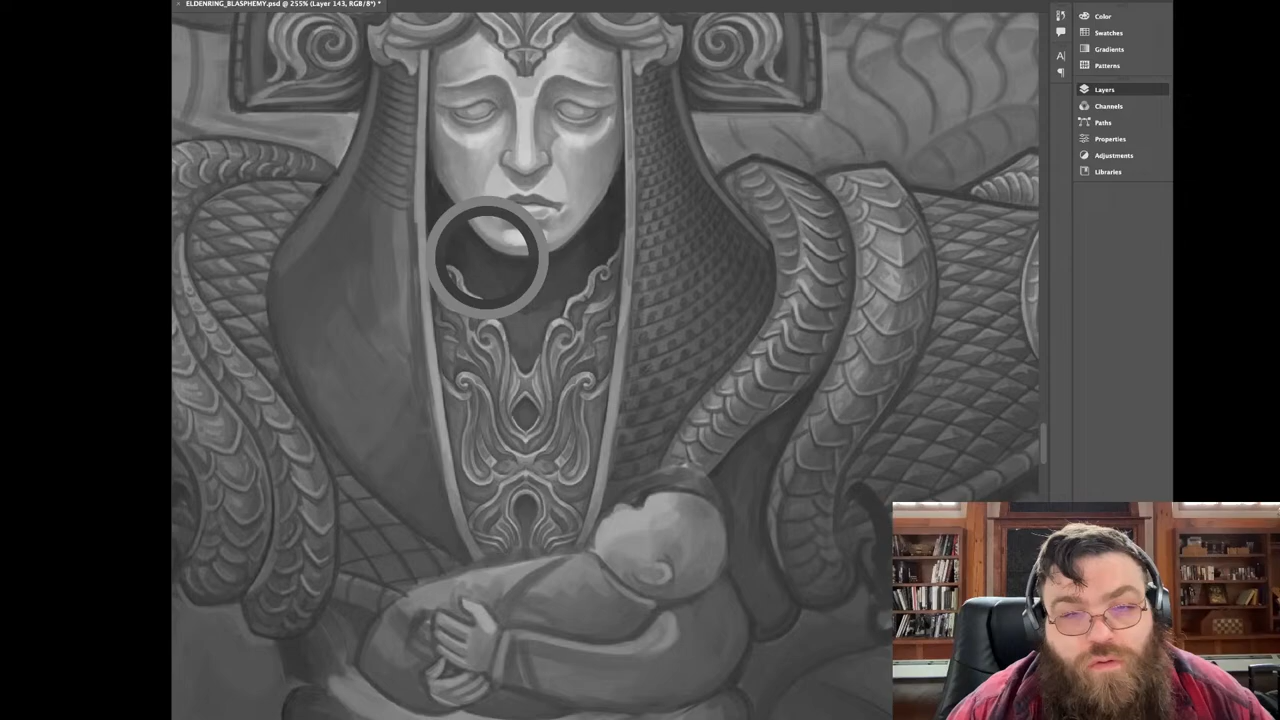 × ELDENRING_BLASPHEMY.psd @ 255% (Layer 143, RGB/8*) *
Color
Swatches
Gradients
Patterns
Layers
Channels
Paths
Properties
Adjustments
Libraries